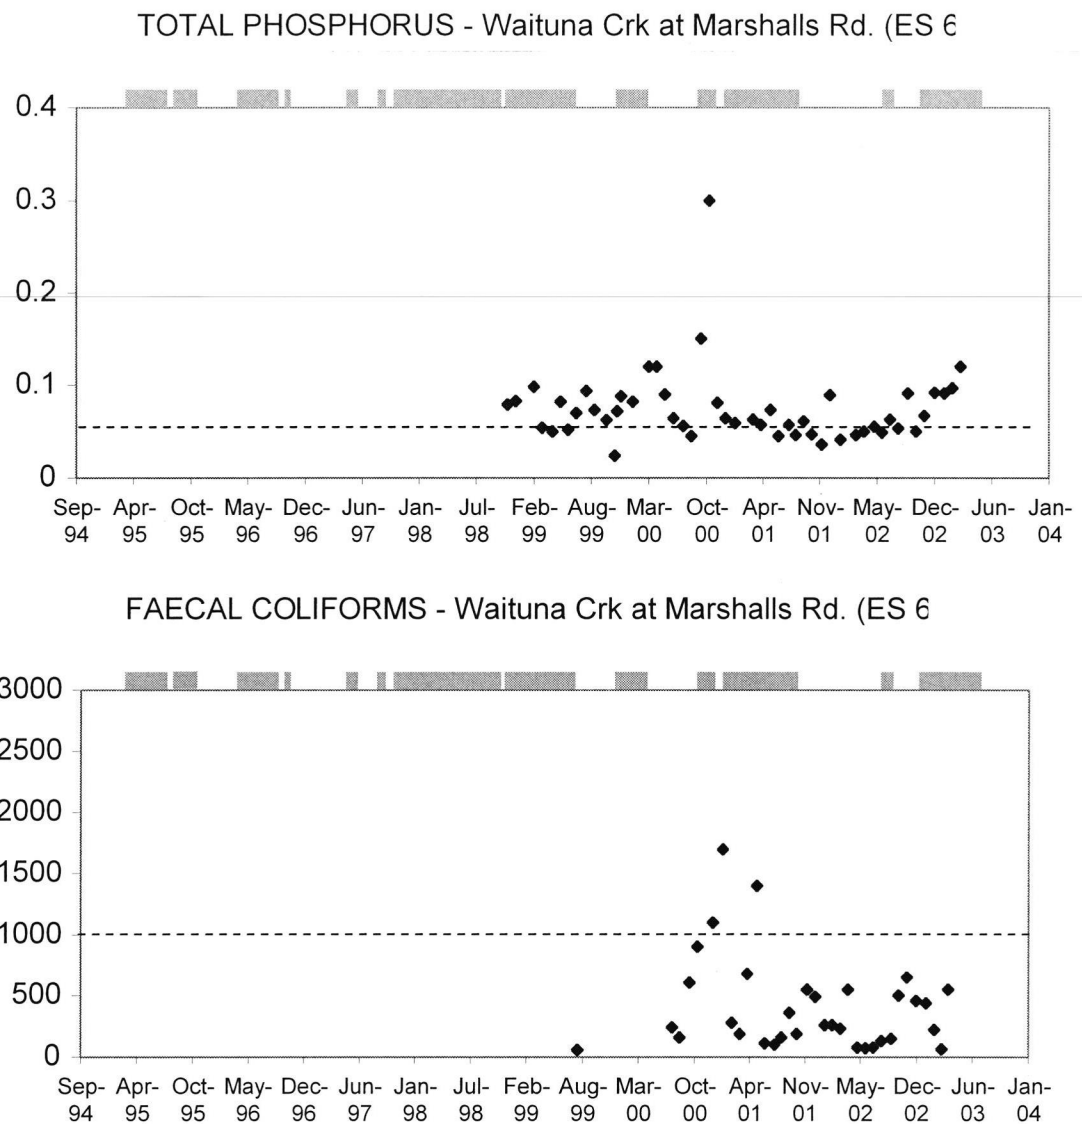 TOTAL PHOSPHORUS - Waituna Crk at Marshalls Rd. (ES 6
0.4
0.3
0.2
0.1
0
Sep- Apr- Oct- May- Dec- Jun- Jan- Jul- Feb- Aug- Mar- Oct- Apr- Nov- May- Dec- Jun- Jan-
94 95 95 96 96 97 98 98 99 99 00 00 01 01 02 02 03 04
FAECAL COLIFORMS - Waituna Crk at Marshalls Rd. (ES 6
3000
2500
2000
1500
1000
500
0
Sep- Apr- Oct- May- Dec- Jun- Jan- Jul- Feb- Aug- Mar- Oct- Apr- Nov- May- Dec- Jun- Jan-
94 95 95 96 96 97 98 98 99 99 00 00 01 01 02 02 03 04